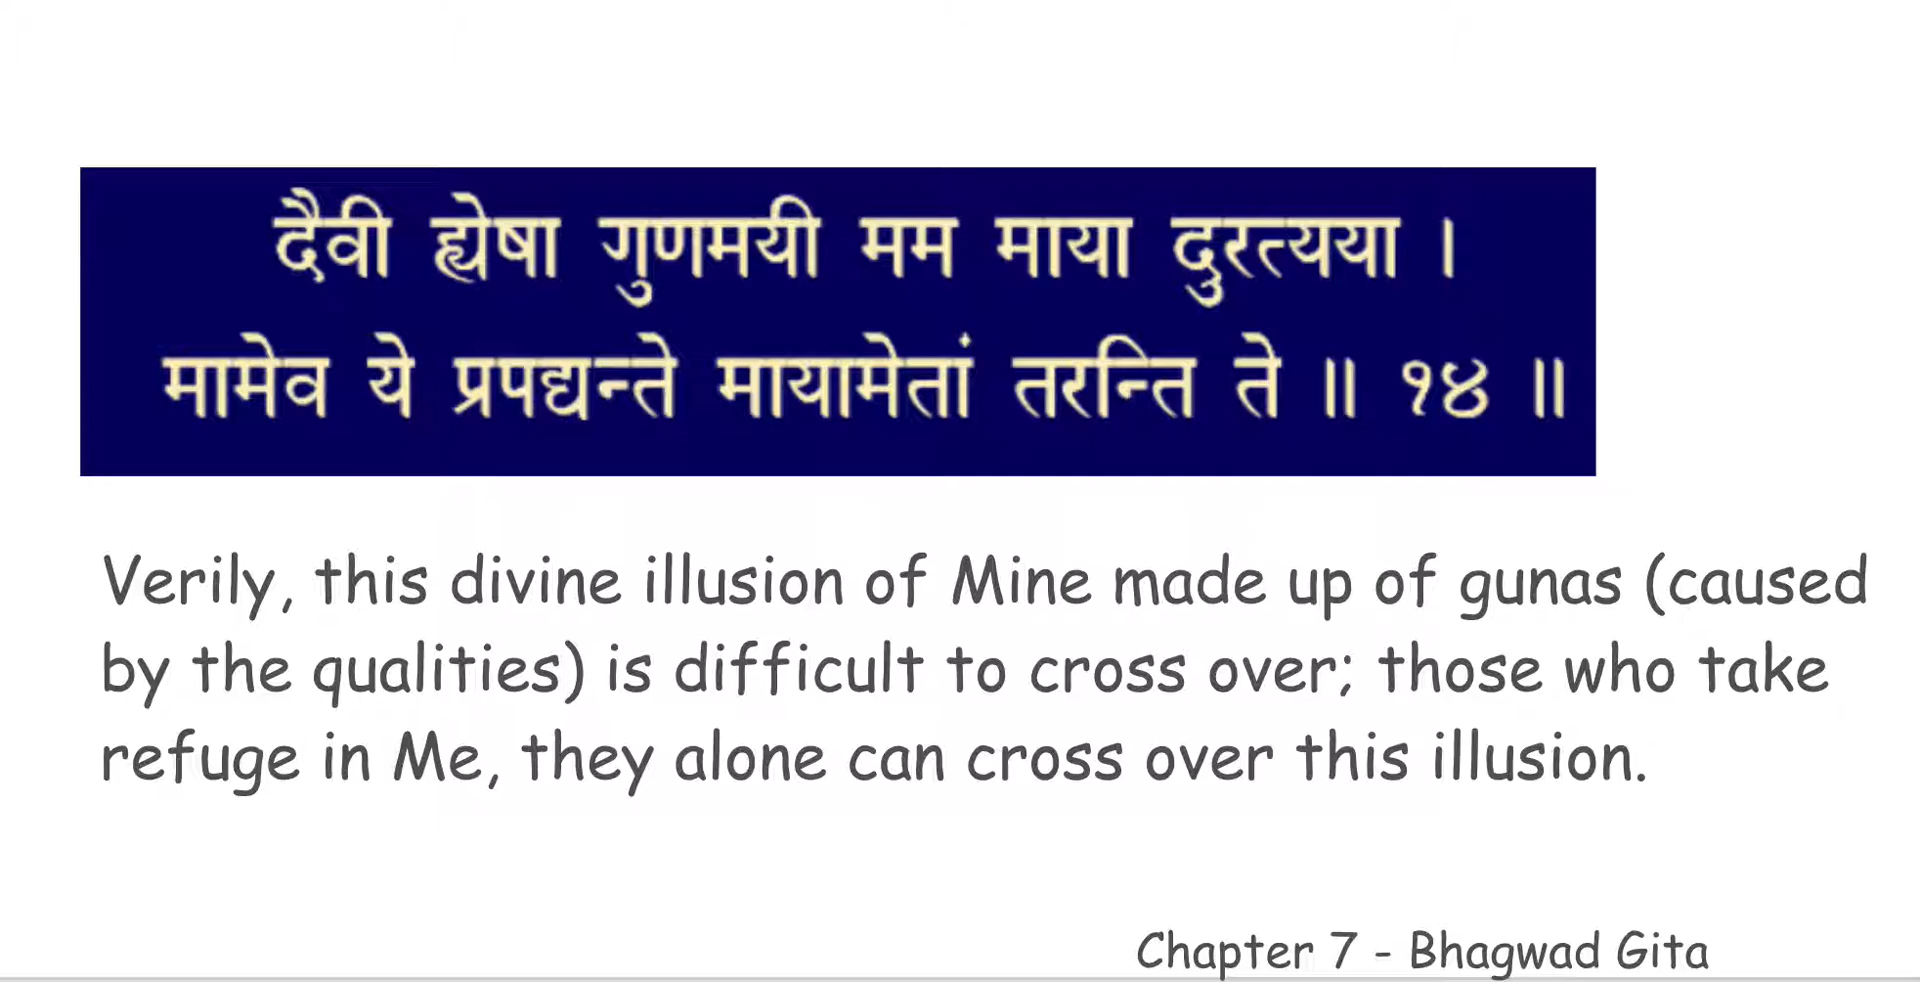 दैवी ह्येषा गुणमयी मम माया दुरत्यया ।
मामेव ये प्रपद्यन्ते मायामेतां तरन्ति ते ॥ १४ ॥
Verily, this divine illusion of Mine made up of gunas (caused
by the qualities) is difficult to cross over; those who take
refuge in Me, they alone can cross over this illusion.
Chapter 7 - Bhagwad Gita